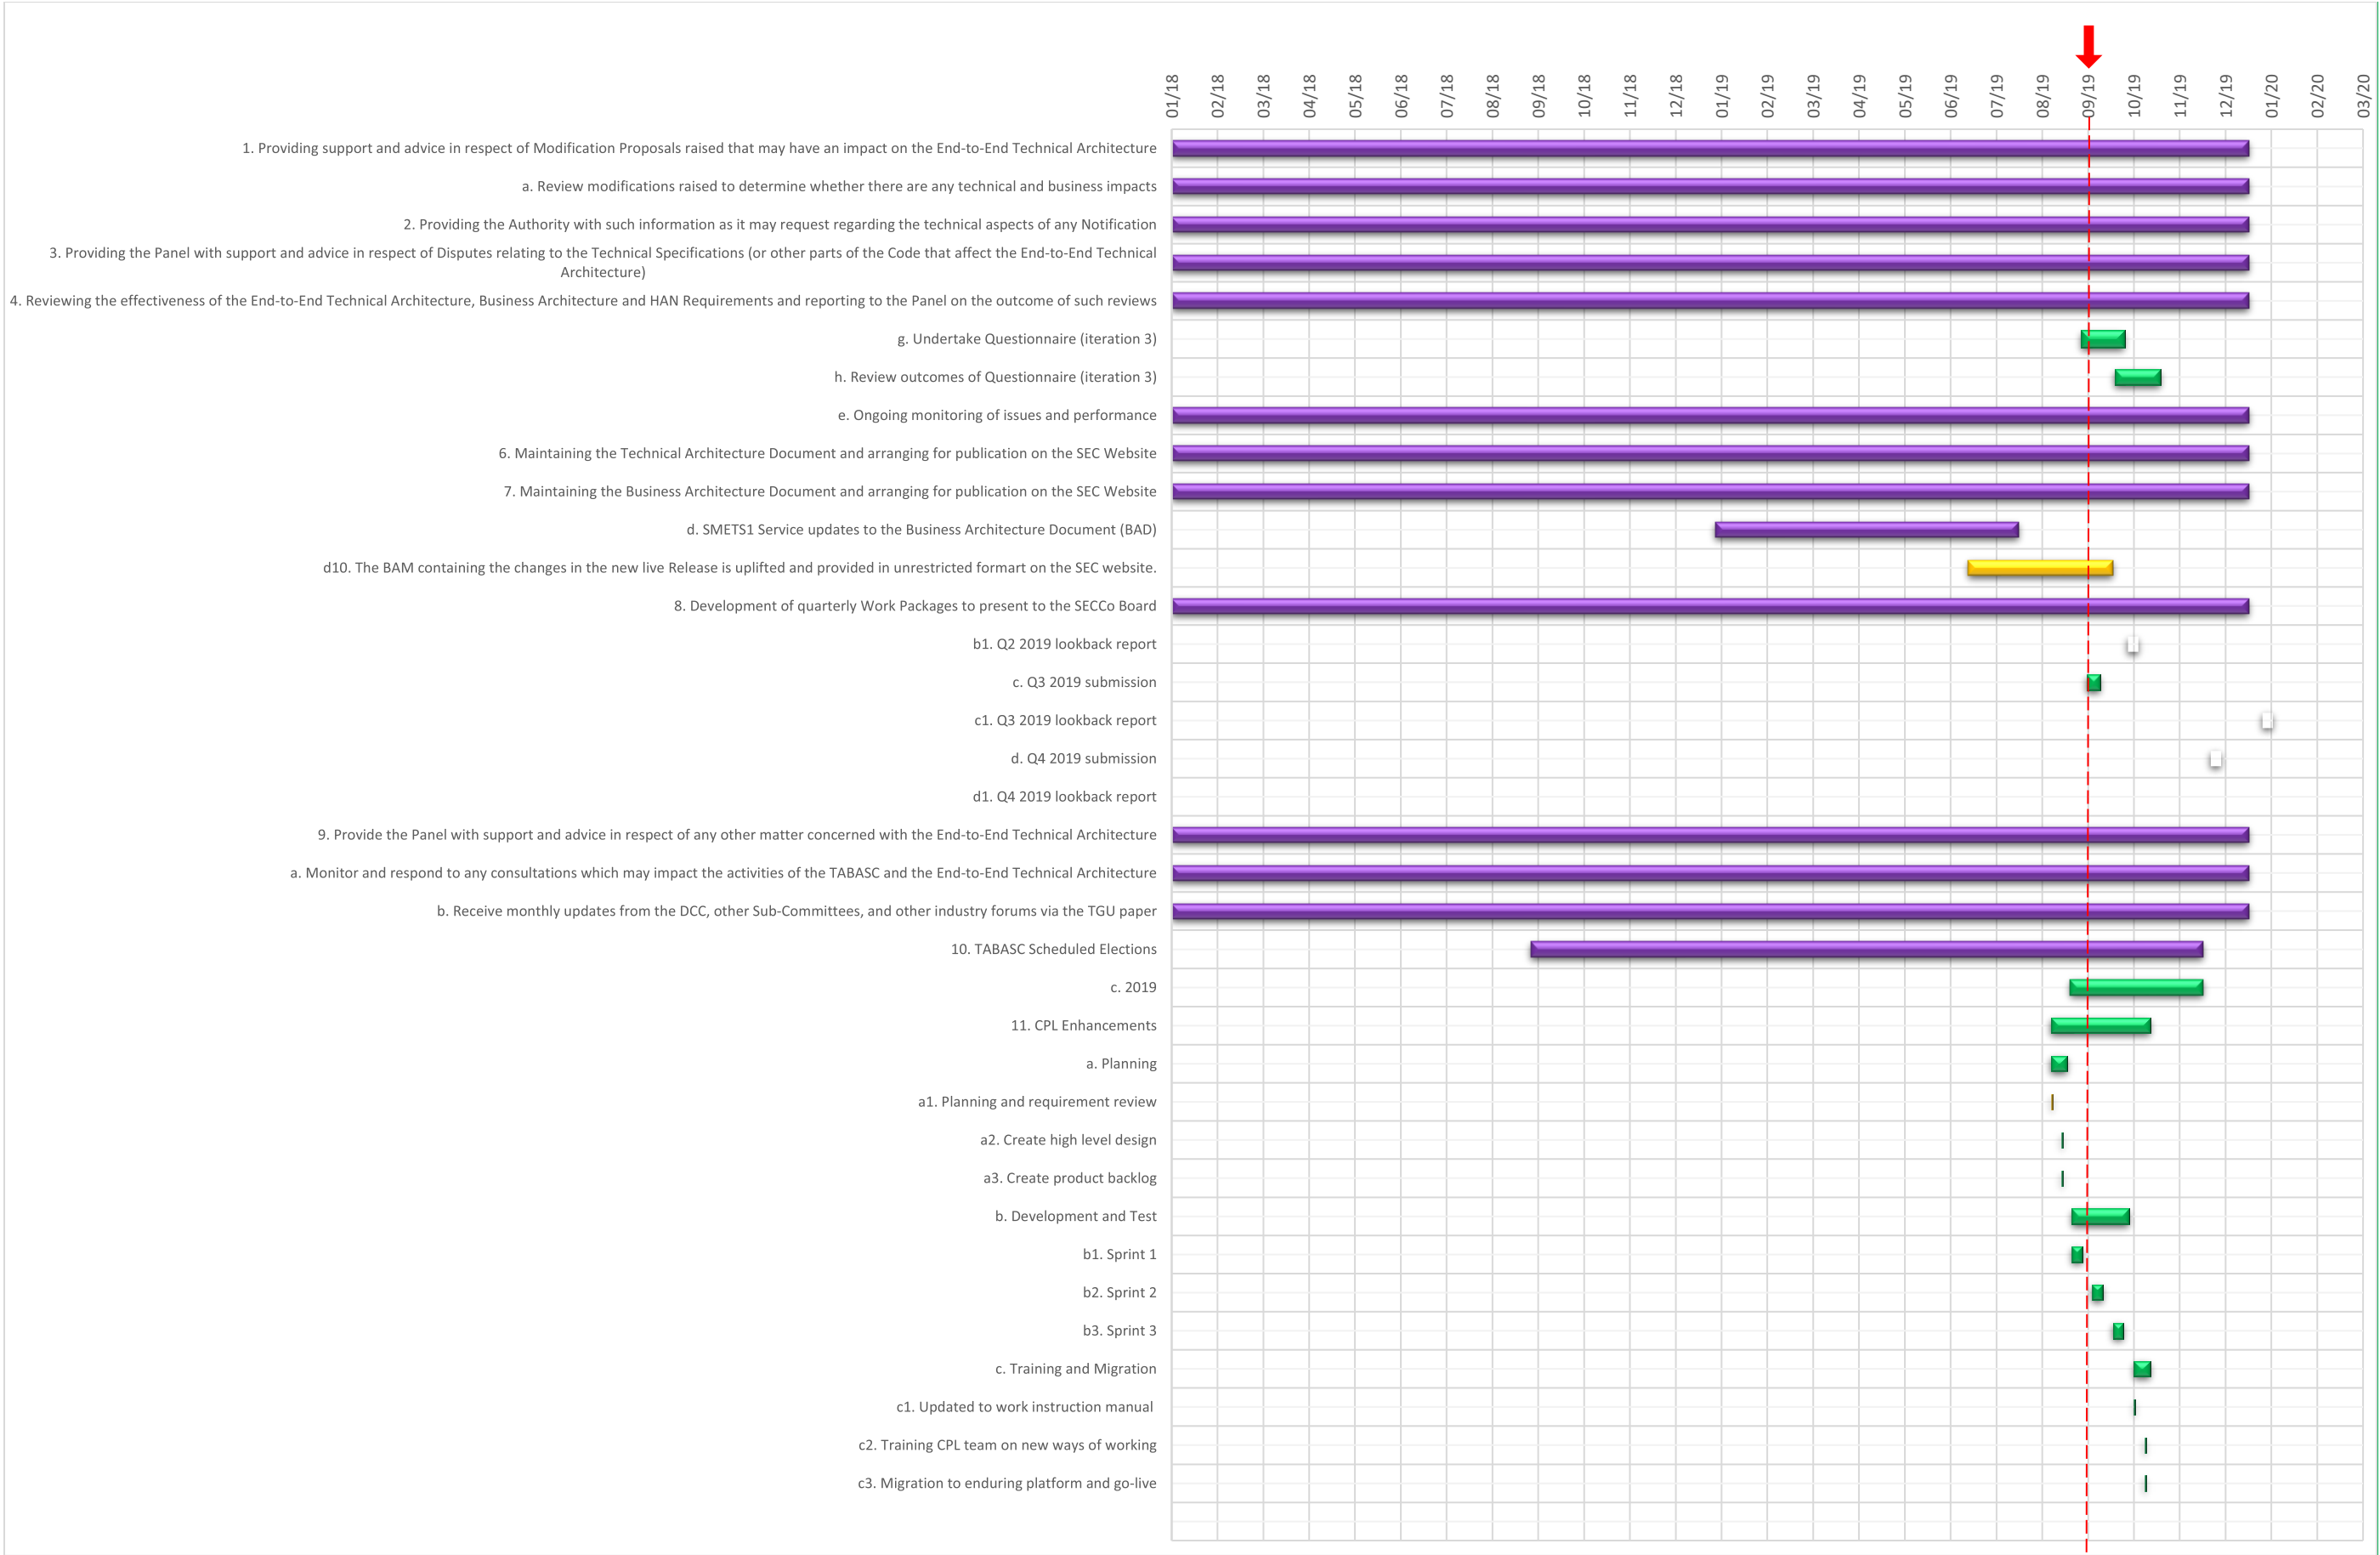 01/18 02/18 03/18 04/18 05/18 06/18 07/18 08/18 09/18 10/18 11/18 12/18 01/19 02/19 03/19 04/19 05/19 06/19 07/19 08/19 09/19 10/19 11/19 12/19 01/20 02/20 03/20
1. Providing support and advice in respect of Modification Proposals raised that may have an impact on the End-to-End Technical Architecture
a. Review modifications raised to determine whether there are any technical and business impacts
2. Providing the Authority with such information as it may request regarding the technical aspects of any Notification
3. Providing the Panel with support and advice in respect of Disputes relating to the Technical Specifications (or other parts of the Code that affect the End-to-End Technical
Architecture)
4. Reviewing the effectiveness of the End-to-End Technical Architecture, Business Architecture and HAN Requirements and reporting to the Panel on the outcome of such reviews
g. Undertake Questionnaire (iteration 3)
h. Review outcomes of Questionnaire (iteration 3)
e. Ongoing monitoring of issues and performance
6. Maintaining the Technical Architecture Document and arranging for publication on the SEC Website
7. Maintaining the Business Architecture Document and arranging for publication on the SEC Website
d. SMETS1 Service updates to the Business Architecture Document (BAD)
d10. The BAM containing the changes in the new live Release is uplifted and provided in unrestricted formart on the SEC website.
8. Development of quarterly Work Packages to present to the SECCo Board
b1. Q2 2019 lookback report
c. Q3 2019 submission
c1. Q3 2019 lookback report
d. Q4 2019 submission
d1. Q4 2019 lookback report
9. Provide the Panel with support and advice in respect of any other matter concerned with the End-to-End Technical Architecture
a. Monitor and respond to any consultations which may impact the activities of the TABASC and the End-to-End Technical Architecture
b. Receive monthly updates from the DCC, other Sub-Committees, and other industry forums via the TGU paper
10. TABASC Scheduled Elections
c. 2019
11. CPL Enhancements
a. Planning
a1. Planning and requirement review
a2. Create high level design
a3. Create product backlog
b. Development and Test
b1. Sprint 1
b2. Sprint 2
b3. Sprint 3
c. Training and Migration
c1. Updated to work instruction manual
c2. Training CPL team on new ways of working
c3. Migration to enduring platform and go-live